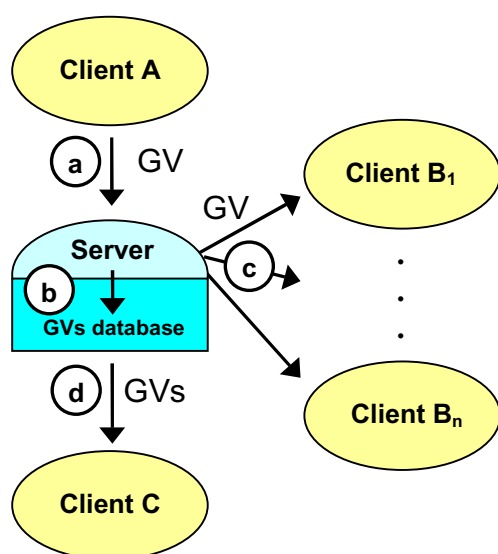 Client A
a GV
Client B₁
GV
Server
c
b
GVs database
d GVs
Client Bₙ
Client C